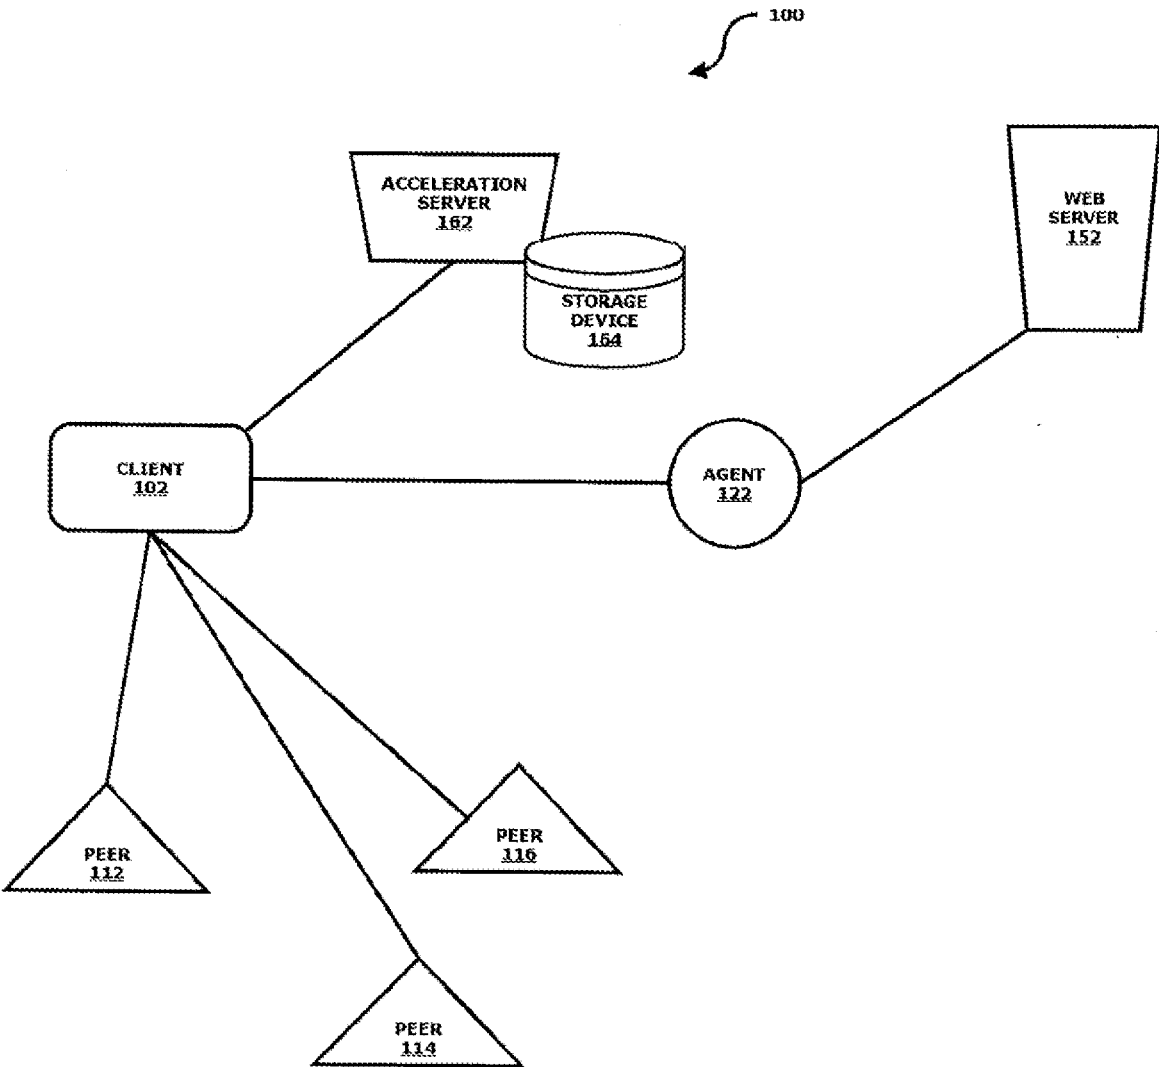 100
ACCELERATION
SERVER
162
WEB
SERVER
152
STORAGE
DEVICE
164
CLIENT
102
AGENT
122
PEER
112
PEER
116
PEER
114